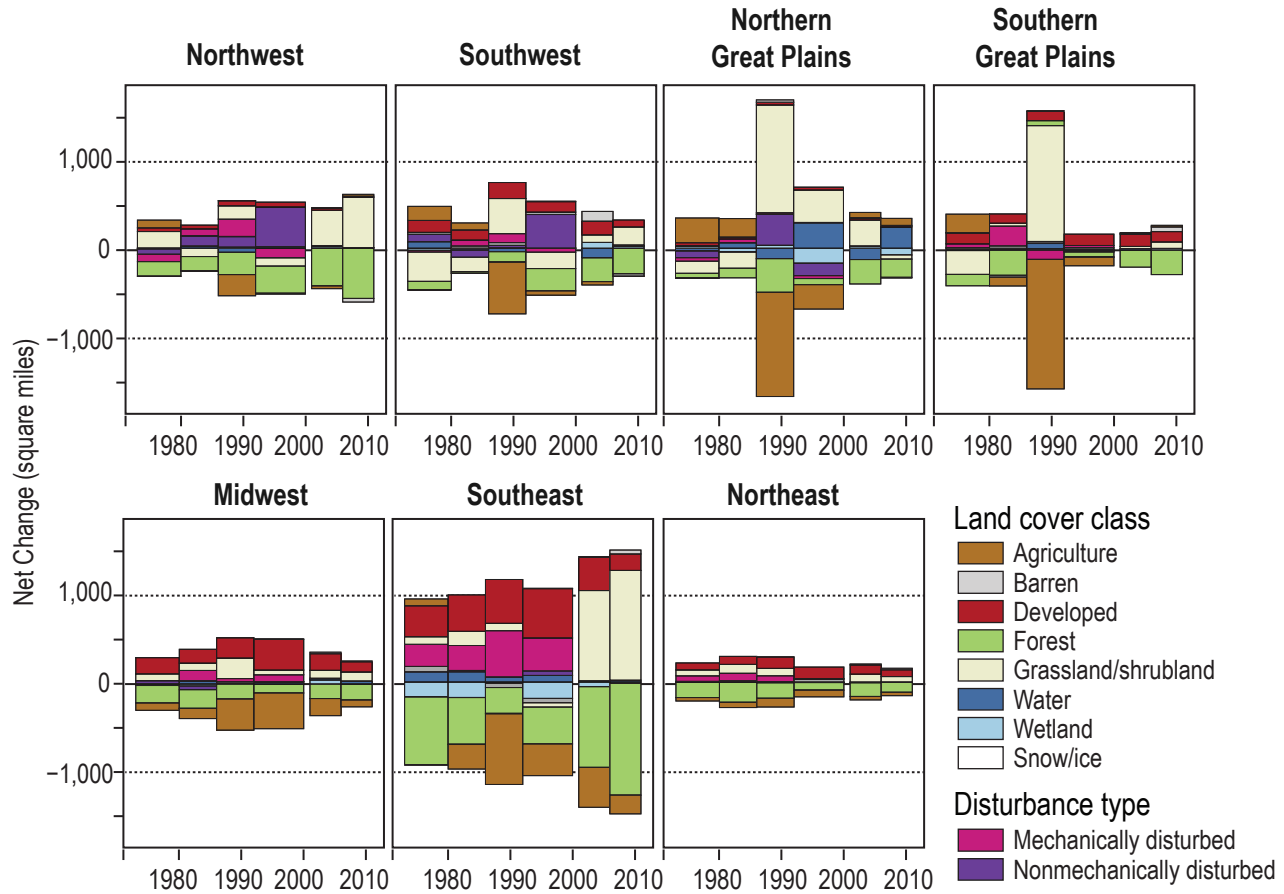 Northwest
Southwest
Northern
Great Plains
Southern
Great Plains
1,000
0
−1,000
1980 1990 2000 2010
1980 1990 2000 2010
1980 1990 2000 2010
1980 1990 2000 2010
Net Change (square miles)
Midwest
Southeast
Northeast
1,000
0
−1,000
1980 1990 2000 2010
1980 1990 2000 2010
1980 1990 2000 2010
Land cover class
Agriculture
Barren
Developed
Forest
Grassland/shrubland
Water
Wetland
Snow/ice
Disturbance type
Mechanically disturbed
Nonmechanically disturbed